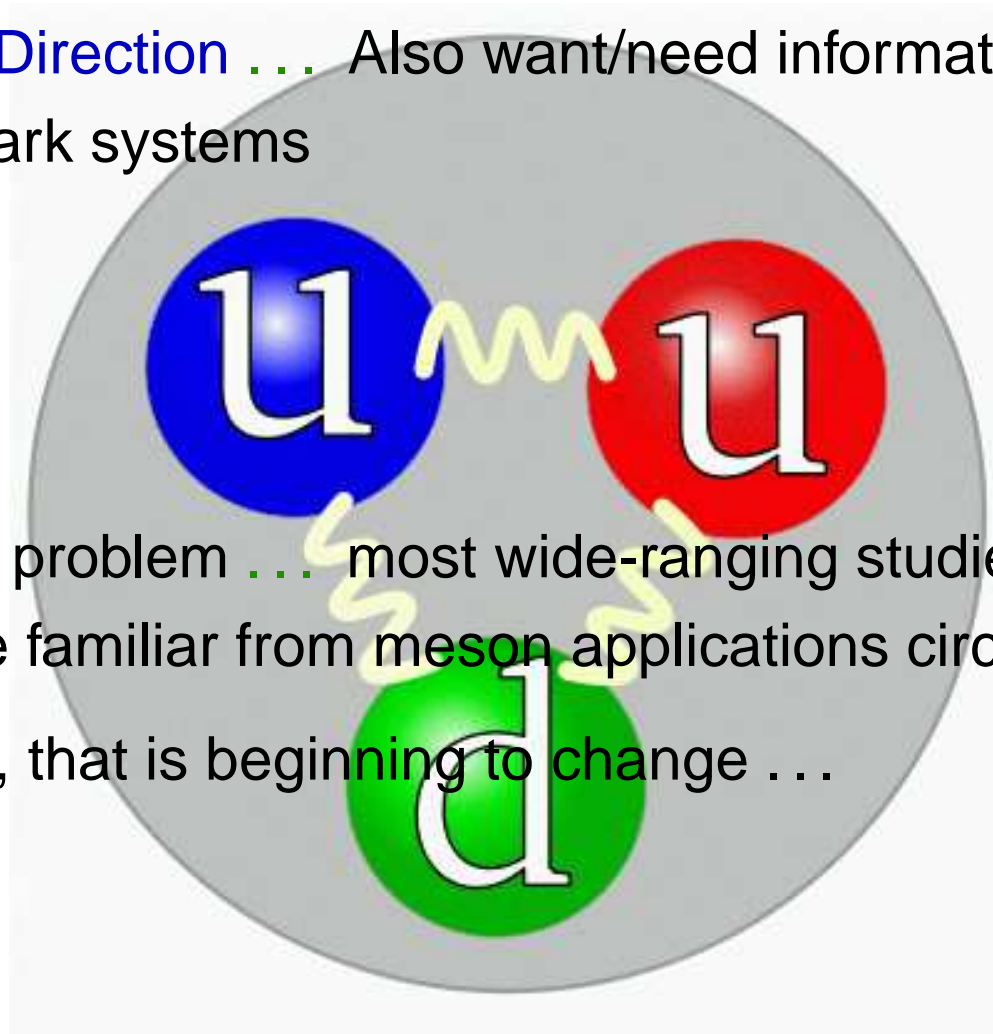 Direction ... Also want/need informat
ark systems
u
u
problem ... most wide-ranging studie
e familiar from meson applications circ
, that is beginning to change ...
d